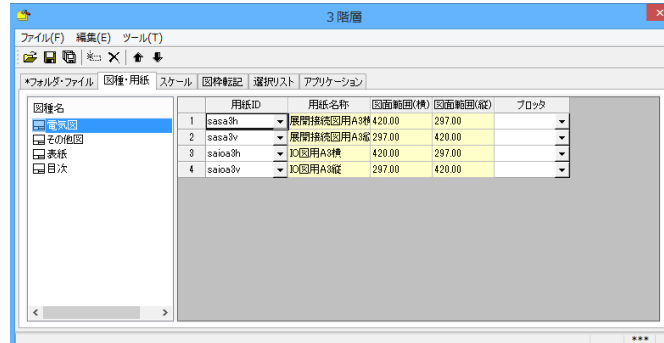 3階層
ファイル(F) 編集(E) ツール(T)
*フォルダ・ファイル 図種・用紙 スケール 図枠転記 選択リスト アプリケーション
図種名
電気図
その他図
表紙
目次
用紙ID 用紙名称 図面範囲(横) 図面範囲(縦) プロッタ
1 sasa3h 展開接続図用A3横 420.00 297.00
2 sasa3v 展開接続図用A3縦 297.00 420.00
3 saioa3h IO図用A3横 420.00 297.00
4 saioa3v IO図用A3縦 297.00 420.00
***